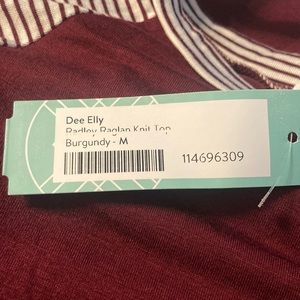 Dee Elly
Radley Raglan Knit Top
Burgundy - M
114696309